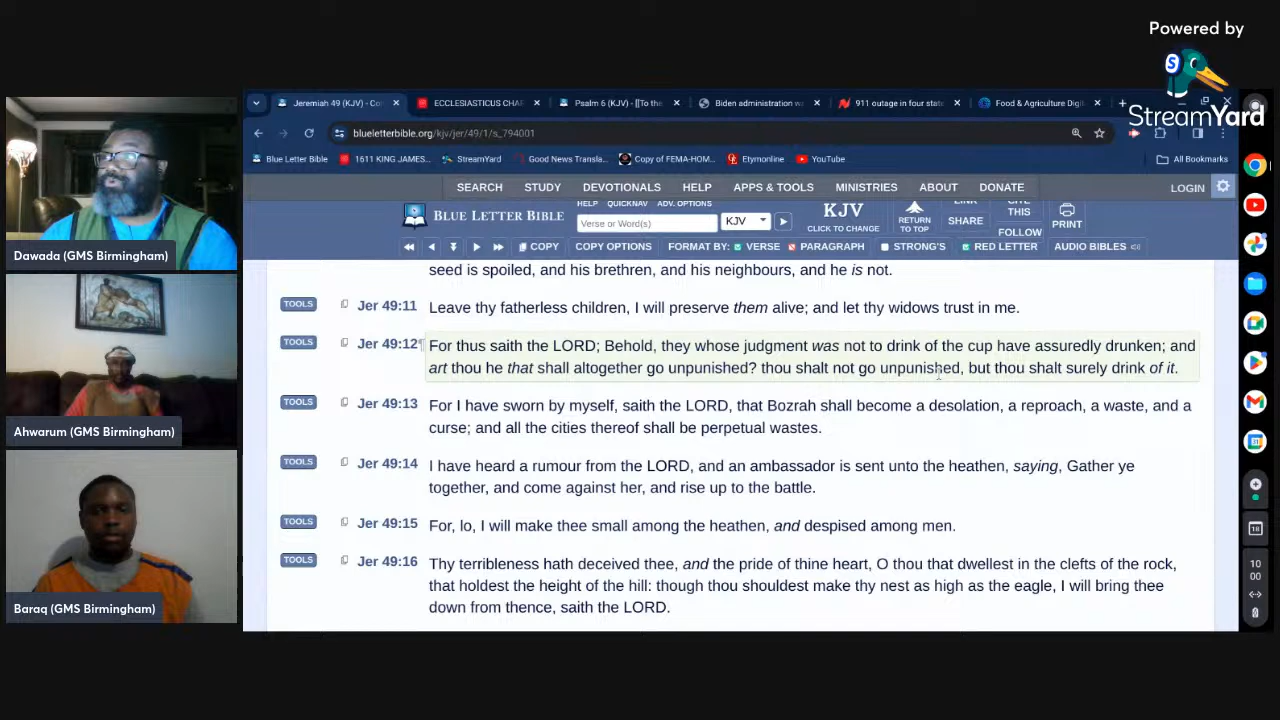 Powered by
StreamYard
Dawada (GMS Birmingham)
Ahwarum (GMS Birmingham)
Baraq (GMS Birmingham)
Jeremiah 49 (KJV) - Co
ECCLESIASTICUS CHA
Psalm 6 (KJV) - [[To the
Biden administration w
911 outage in four state
Food & Agriculture Digi
blueletterbible.org/kjv/jer/49/1/s_794001
Blue Letter Bible
1611 KING JAMES...
StreamYard
Good News Transla...
Copy of FEMA-HOM...
Etymonline
YouTube
All Bookmarks
SEARCH STUDY DEVOTIONALS HELP APPS & TOOLS MINISTRIES ABOUT DONATE
LOGIN
BLUE LETTER BIBLE
HELP QUICKNAV ADV. OPTIONS
Verse or Word(s)
KJV
KJV
CLICK TO CHANGE
RETURN
TO TOP
LINK
SHARE
CITE
THIS
FOLLOW
PRINT
COPY COPY OPTIONS FORMAT BY: VERSE PARAGRAPH STRONG'S RED LETTER AUDIO BIBLES
seed is spoiled, and his brethren, and his neighbours, and he is not.
TOOLS Jer 49:11 Leave thy fatherless children, I will preserve them alive; and let thy widows trust in me.
TOOLS Jer 49:12¶ For thus saith the LORD; Behold, they whose judgment was not to drink of the cup have assuredly drunken; and
art thou he that shall altogether go unpunished? thou shalt not go unpunished, but thou shalt surely drink of it.
TOOLS Jer 49:13 For I have sworn by myself, saith the LORD, that Bozrah shall become a desolation, a reproach, a waste, and a
curse; and all the cities thereof shall be perpetual wastes.
TOOLS Jer 49:14 I have heard a rumour from the LORD, and an ambassador is sent unto the heathen, saying, Gather ye
together, and come against her, and rise up to the battle.
TOOLS Jer 49:15 For, lo, I will make thee small among the heathen, and despised among men.
TOOLS Jer 49:16 Thy terribleness hath deceived thee, and the pride of thine heart, O thou that dwellest in the clefts of the rock,
that holdest the height of the hill: though thou shouldest make thy nest as high as the eagle, I will bring thee
down from thence, saith the LORD.
10
00